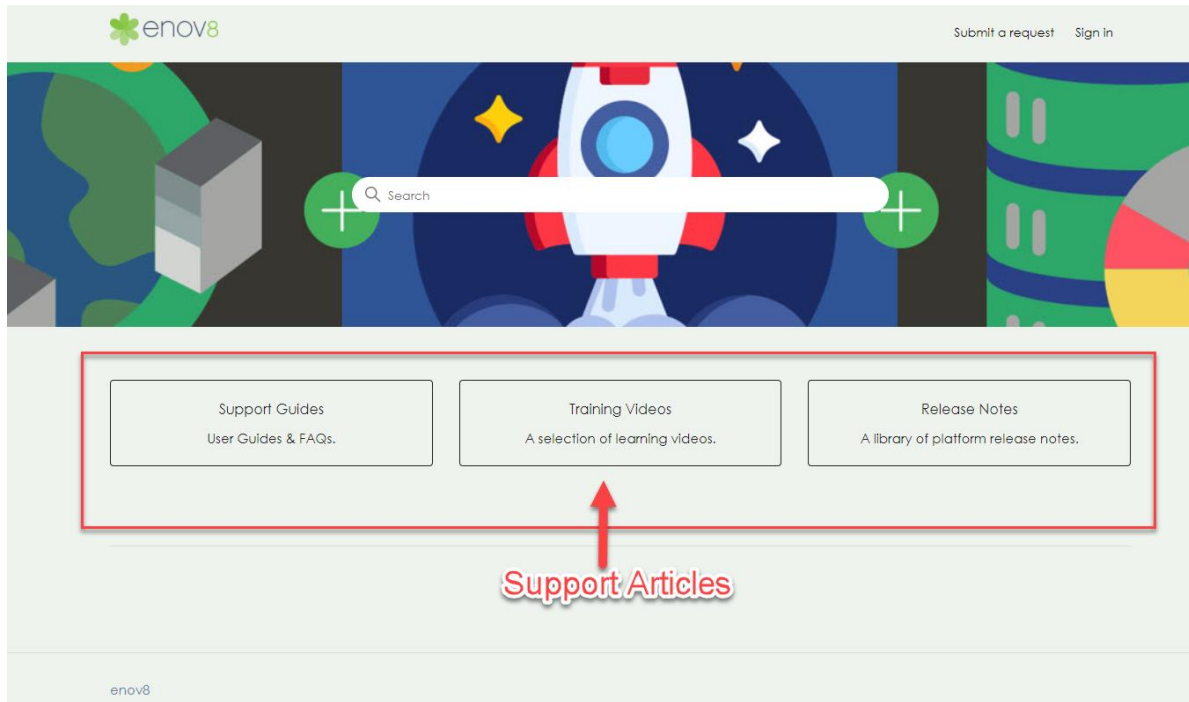 enov8
Submit a request Sign in
Search
Support Guides
User Guides & FAQs.
Training Videos
A selection of learning videos.
Release Notes
A library of platform release notes.
Support Articles
enov8